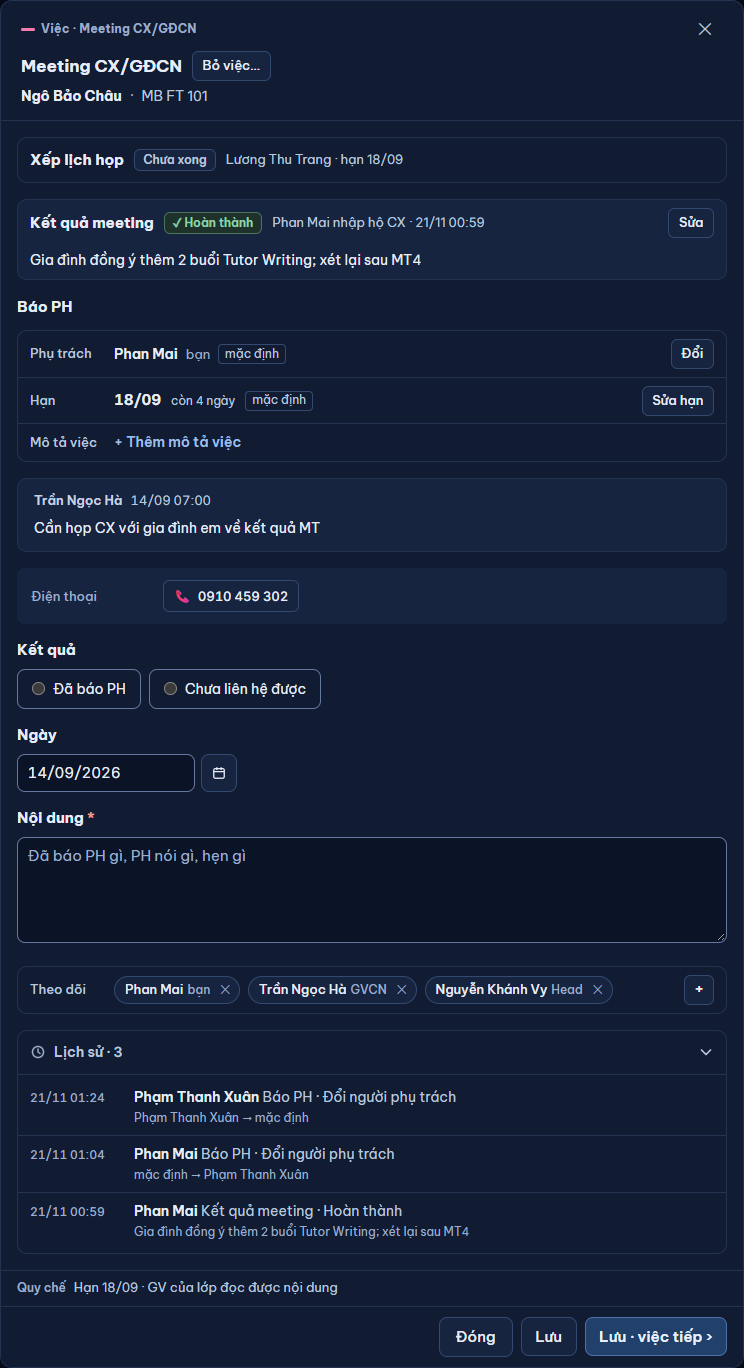 Việc · Meeting CX/GĐCN
Meeting CX/GĐCN Bỏ việc...
Ngô Bảo Châu · MB FT 101
Xếp lịch họp Chưa xong Lương Thu Trang · hạn 18/09
Kết quả meeting ✓ Hoàn thành Phan Mai nhập hộ CX · 21/11 00:59 Sửa
Gia đình đồng ý thêm 2 buổi Tutor Writing; xét lại sau MT4
Báo PH
Phụ trách Phan Mai bạn mặc định Đổi
Hạn 18/09 còn 4 ngày mặc định Sửa hạn
Mô tả việc + Thêm mô tả việc
Trần Ngọc Hà 14/09 07:00
Cần họp CX với gia đình em về kết quả MT
Điện thoại 0910 459 302
Kết quả
Đã báo PH Chưa liên hệ được
Ngày
14/09/2026
Nội dung *
Đã báo PH gì, PH nói gì, hẹn gì
Theo dõi Phan Mai bạn × Trần Ngọc Hà GVCN × Nguyễn Khánh Vy Head × +
Lịch sử · 3
21/11 01:24 Phạm Thanh Xuân Báo PH · Đổi người phụ trách
Phạm Thanh Xuân → mặc định
21/11 01:04 Phan Mai Báo PH · Đổi người phụ trách
mặc định → Phạm Thanh Xuân
21/11 00:59 Phan Mai Kết quả meeting · Hoàn thành
Gia đình đồng ý thêm 2 buổi Tutor Writing; xét lại sau MT4
Quy chế Hạn 18/09 · GV của lớp đọc được nội dung
Đóng Lưu Lưu · việc tiếp ›